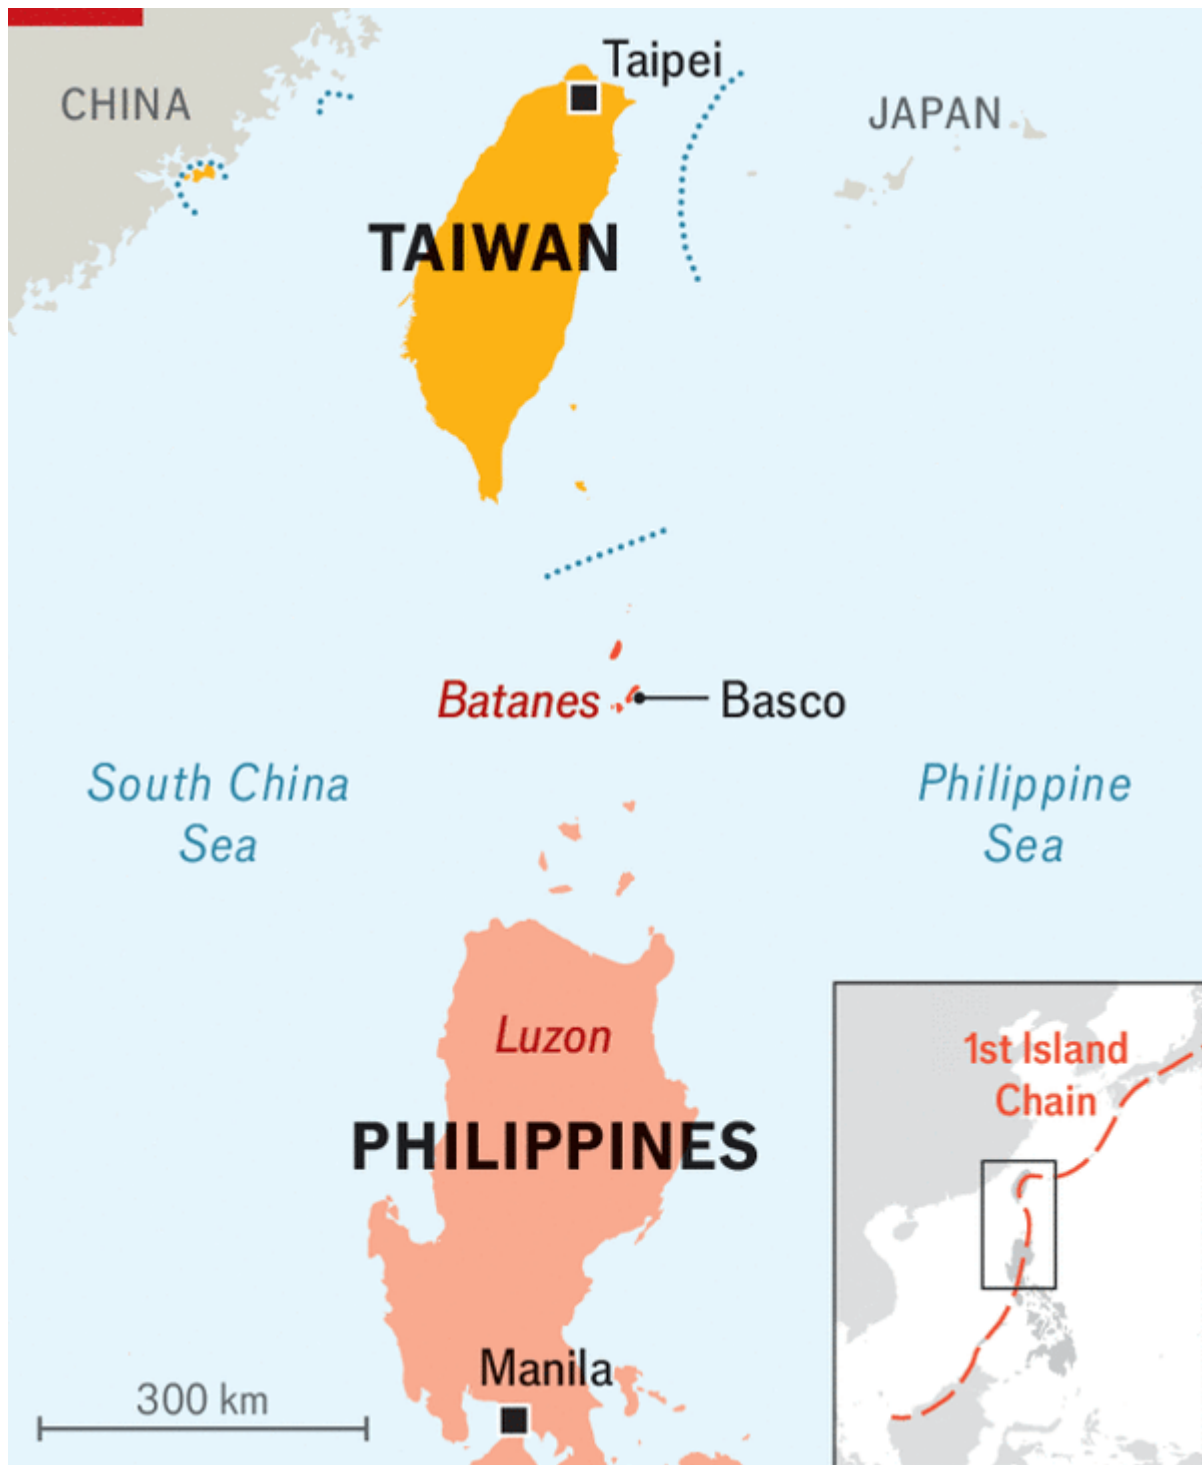 Taipei
CHINA
JAPAN
TAIWAN
Batanes
Basco
South China
Sea
Philippine
Sea
Luzon
1st Island
Chain
PHILIPPINES
Manila
300 km